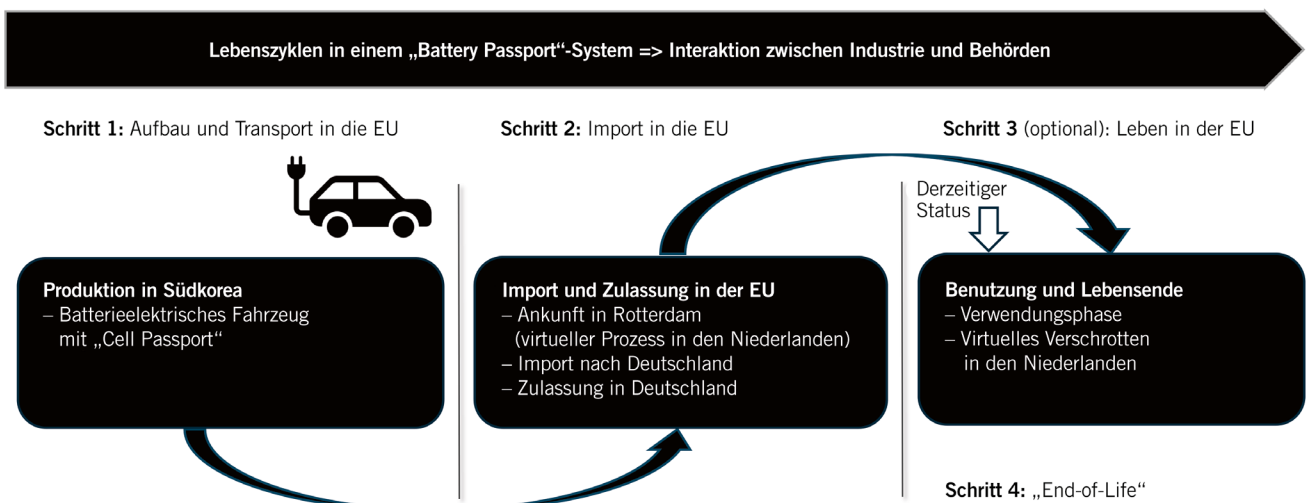 Lebenszyklen in einem „Battery Passport“-System => Interaktion zwischen Industrie und Behörden
Schritt 1: Aufbau und Transport in die EU
Schritt 2: Import in die EU
Schritt 3 (optional): Leben in der EU
Derzeitiger
Status
Produktion in Südkorea
– Batterieelektrisches Fahrzeug
mit „Cell Passport“
Import und Zulassung in der EU
– Ankunft in Rotterdam
(virtueller Prozess in den Niederlanden)
– Import nach Deutschland
– Zulassung in Deutschland
Benutzung und Lebensende
– Verwendungsphase
– Virtuelles Verschrotten
in den Niederlanden
Schritt 4: „End-of-Life“